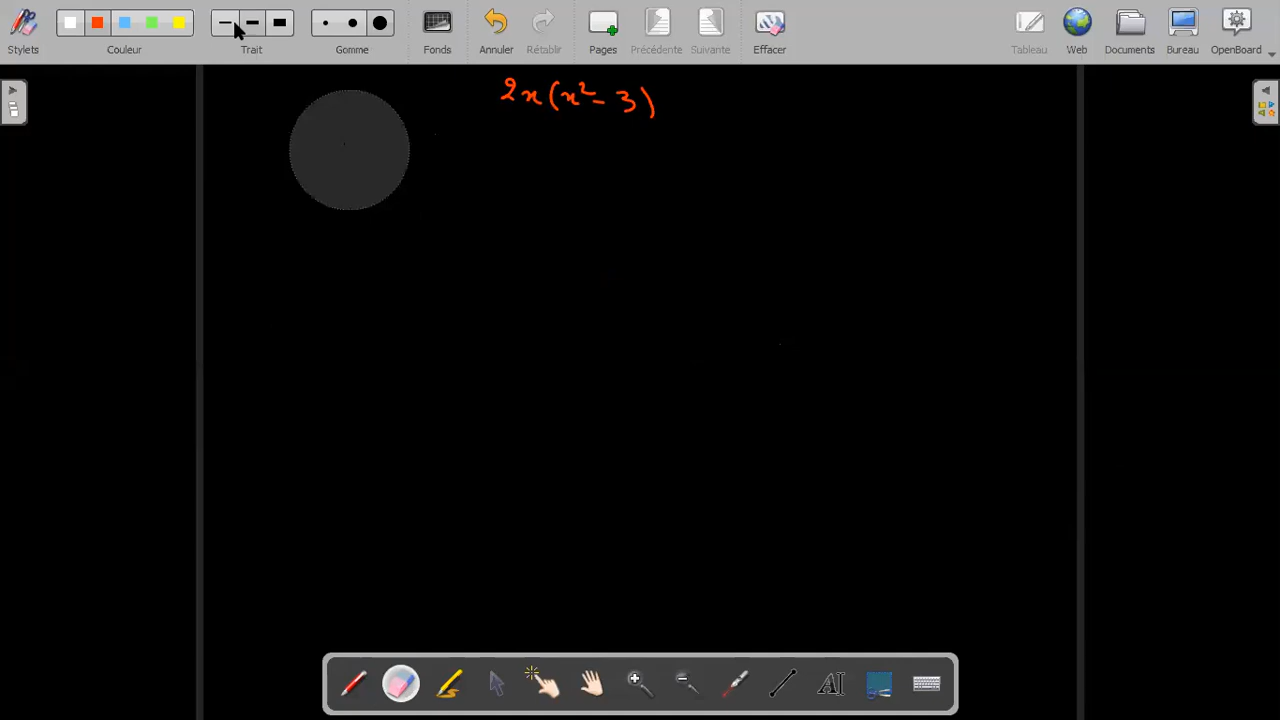 2x(x² - 3)
Stylets Couleur Trait Gomme Fonds Annuler Rétablir Pages Précédente Suivante Effacer Tableau Web Documents Bureau OpenBoard
AI